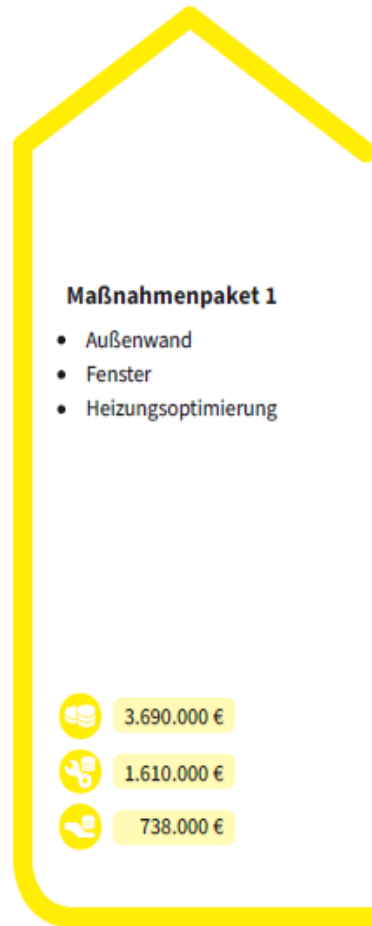 Maßnahmenpaket 1
• Außenwand
• Fenster
• Heizungsoptimierung
3.690.000 €
1.610.000 €
738.000 €